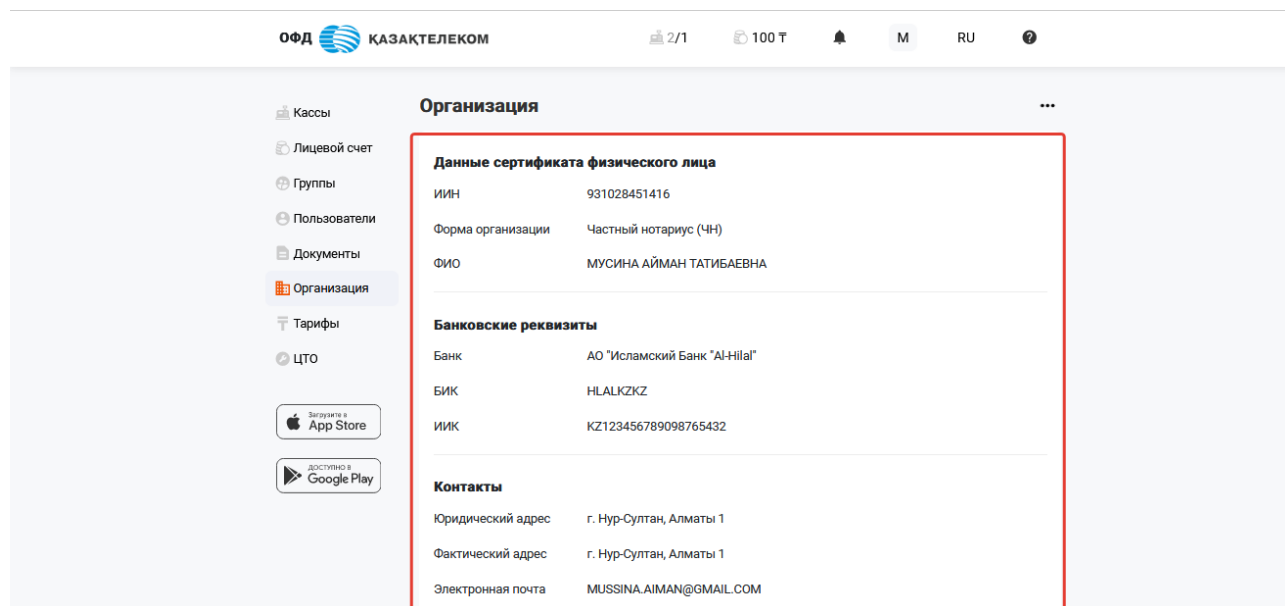 ОФД ҚАЗАҚТЕЛЕКОМ 2/1 100 ₸ M RU ?
Кассы
Лицевой счет
Группы
Пользователи
Документы
Организация
Тарифы
ЦТО
Загрузите в
App Store
ДОСТУПНО В
Google Play
Организация ...
Данные сертификата физического лица
ИИН 931028451416
Форма организации Частный нотариус (ЧН)
ФИО МУСИНА АЙМАН ТАТИБАЕВНА
Банковские реквизиты
Банк АО "Исламский Банк "Al-Hilal"
БИК HLALKZKZ
ИИК KZ123456789098765432
Контакты
Юридический адрес г. Нур-Султан, Алматы 1
Фактический адрес г. Нур-Султан, Алматы 1
Электронная почта MUSSINA.AIMAN@GMAIL.COM